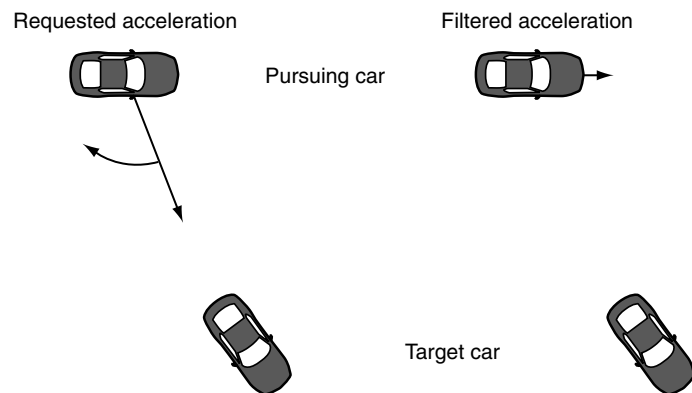 Requested acceleration
Filtered acceleration
Pursuing car
Target car